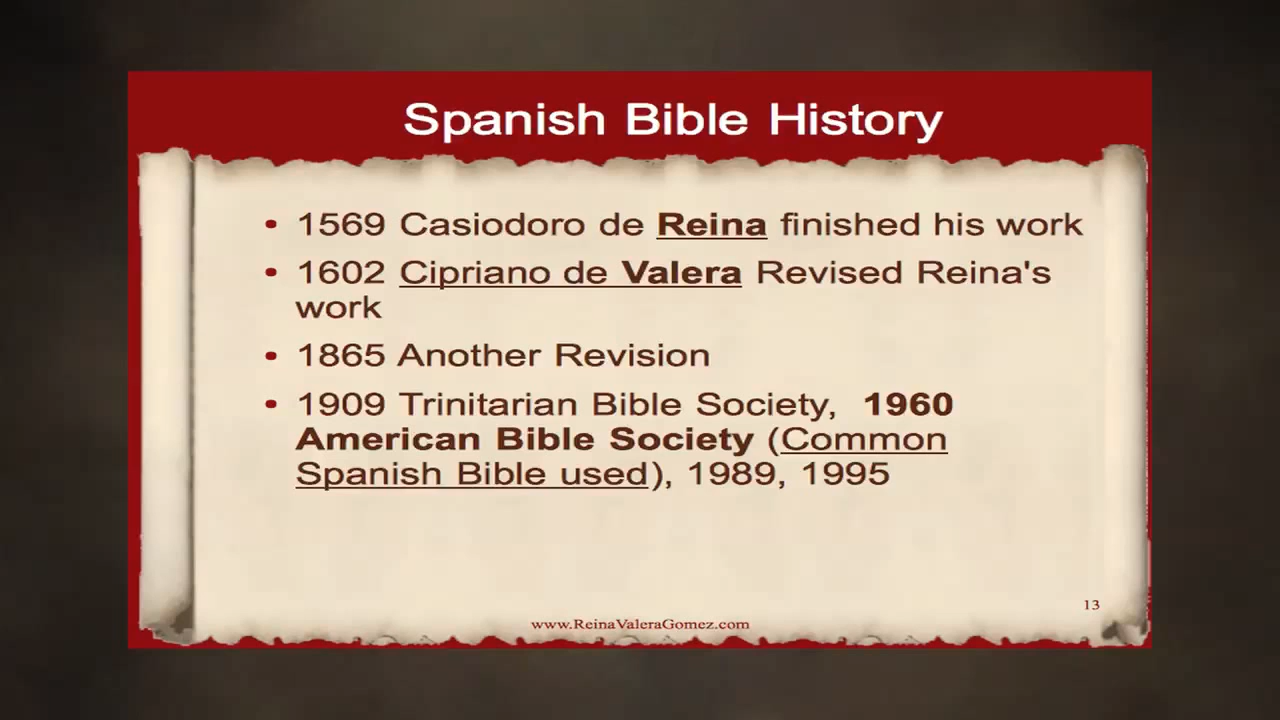 Spanish Bible History
• 1569 Casiodoro de Reina finished his work
• 1602 Cipriano de Valera Revised Reina's
work
• 1865 Another Revision
• 1909 Trinitarian Bible Society, 1960
American Bible Society (Common
Spanish Bible used), 1989, 1995
13
www.ReinaValeraGomez.com